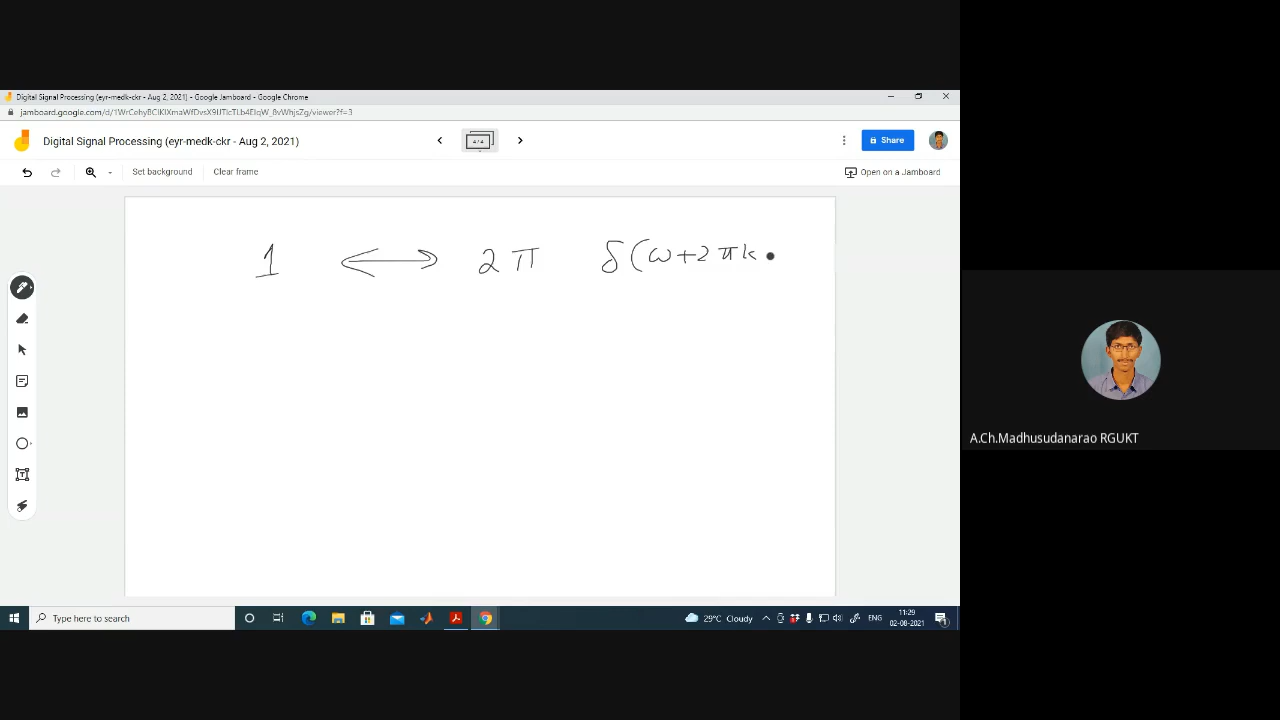 Digital Signal Processing (eyr-medk-ckr - Aug 2, 2021) - Google Jamboard - Google Chrome
Digital Signal Processing (eyr-medk-ckr - Aug 2, 2021)
4 / 4
Share
Set background
Clear frame
Open on a Jamboard
1 ⟷ 2π δ(ω+2πk
A.Ch.Madhusudanarao RGUKT
Type here to search
29°C Cloudy
ENG
11:29
02-08-2021